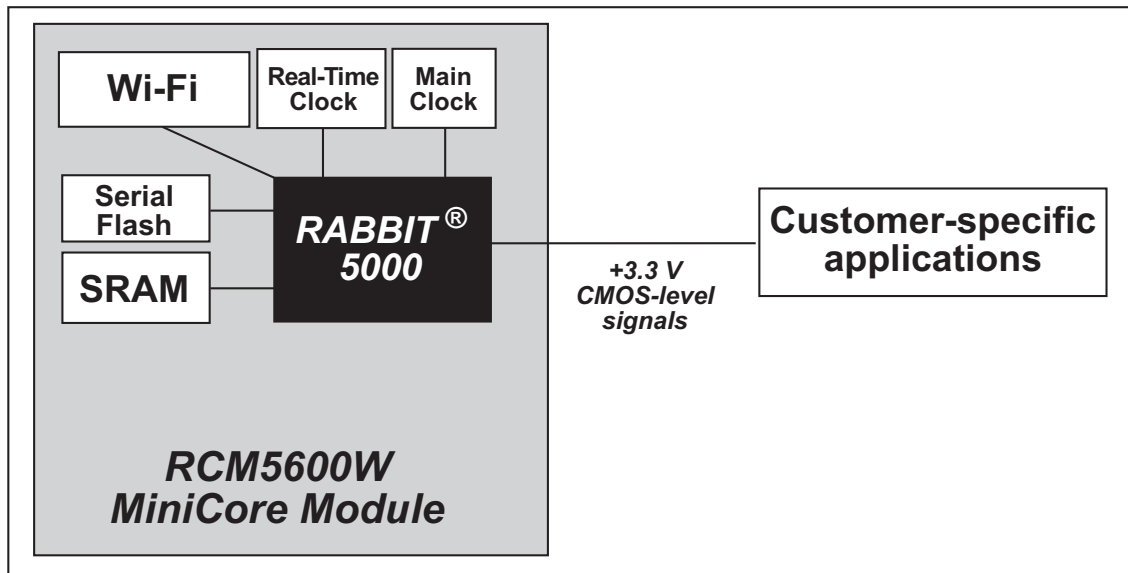 Wi-Fi
Real-Time
Clock
Main
Clock
Serial
Flash
SRAM
RABBIT®
5000
+3.3 V
CMOS-level
signals
Customer-specific
applications
RCM5600W
MiniCore Module